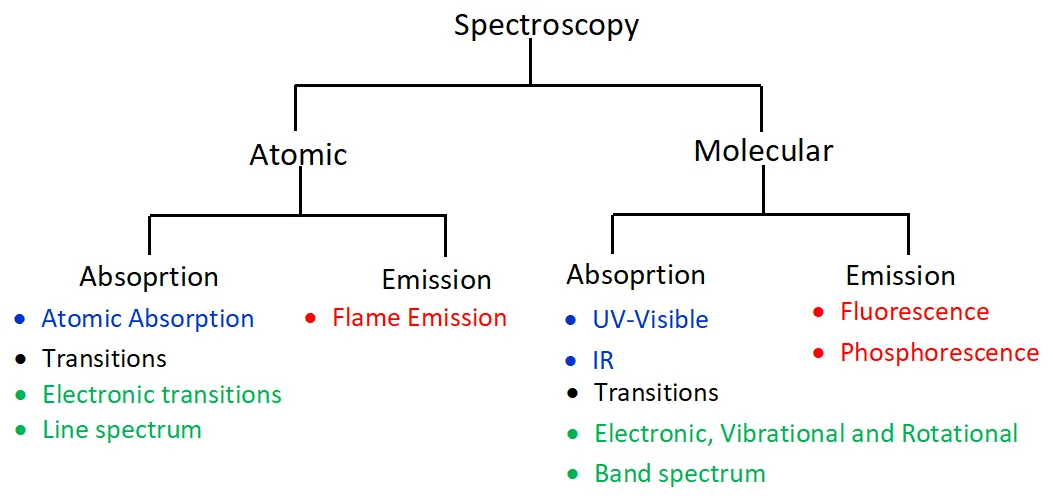 Spectroscopy
Atomic
Molecular
Absoprtion
Emission
Absoprtion
Emission
• Atomic Absorption
• Transitions
• Electronic transitions
• Line spectrum
• Flame Emission
• UV-Visible
• IR
• Transitions
• Electronic, Vibrational and Rotational
• Band spectrum
• Fluorescence
• Phosphorescence